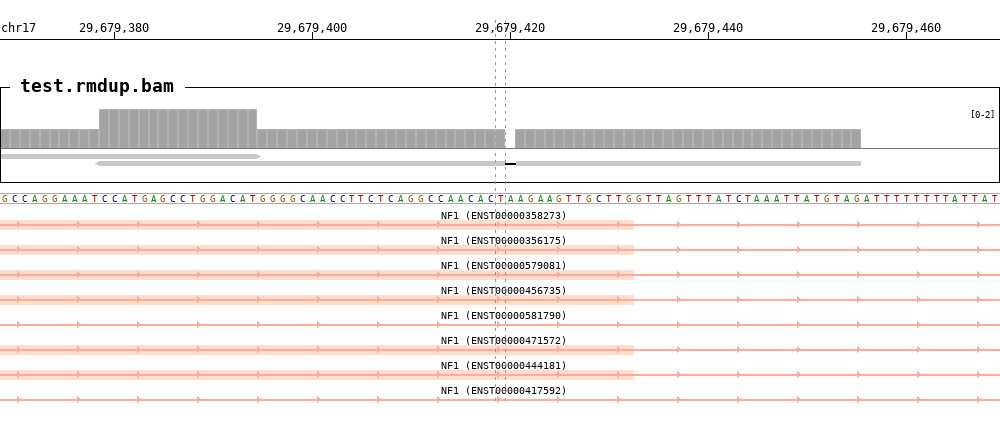 chr17 29,679,380 29,679,400 29,679,420 29,679,440 29,679,460
test.rmdup.bam
[0-2]
GCCAGGAAATCCATGAGCCTGGACATGGGGCAACCTTCTCAGGCCAACACTAAGAAGTTGCTTGGTTAGTTTATCTAAATTATGTAGATTTTTTTTATTAT
NF1 (ENST00000358273)
NF1 (ENST00000356175)
NF1 (ENST00000579081)
NF1 (ENST00000456735)
NF1 (ENST00000581790)
NF1 (ENST00000471572)
NF1 (ENST00000444181)
NF1 (ENST00000417592)